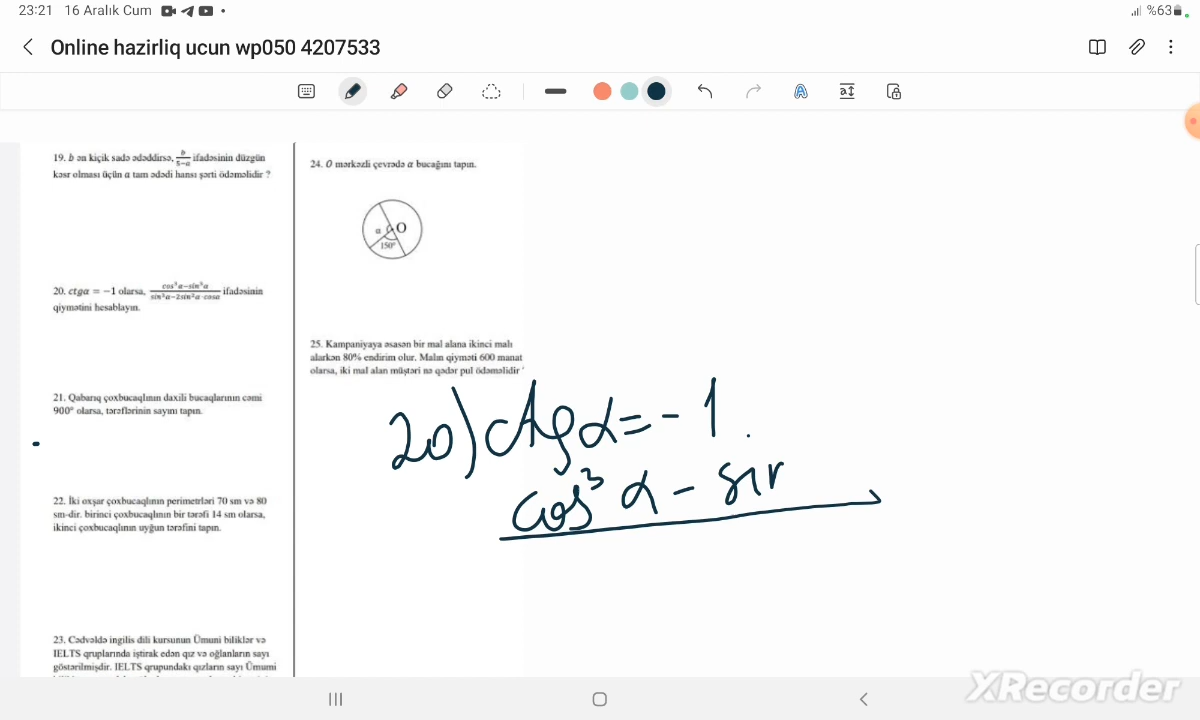 23:21 16 Aralık Cum
%63
Online hazirliq ucun wp050 4207533
19. b ən kiçik sadə ədəddirsə, b/5−a ifadəsinin düzgün
kəsr olması üçün a tam ədədi hansı şərti ödəməlidir ?
20. ctgα = −1 olarsa, cos³α−sin³α/sin³α−2sin²α·cosα ifadəsinin
qiymətini hesablayın.
21. Qabarıq çoxbucaqlının daxili bucaqlarının cəmi
900° olarsa, tərəflərinin sayını tapın.
22. İki oxşar çoxbucaqlının perimetrləri 70 sm və 80
sm-dir. birinci çoxbucaqlının bir tərəfi 14 sm olarsa,
ikinci çoxbucaqlının uyğun tərəfini tapın.
23. Cədvəldə ingilis dili kursunun Ümumi biliklər və
IELTS qruplarında iştirak edən qız və oğlanların sayı
göstərilmişdir. IELTS qrupundakı qızların sayı Ümumi
24. O mərkəzli çevrədə α bucağını tapın.
α O
150°
25. Kampaniyaya əsasən bir mal alana ikinci malı
alarkən 80% endirim olur. Malın qiyməti 600 manat
olarsa, iki mal alan müştəri nə qədər pul ödəməlidir
20) ctgα = - 1 .
cos³ α - sin
XRecorder